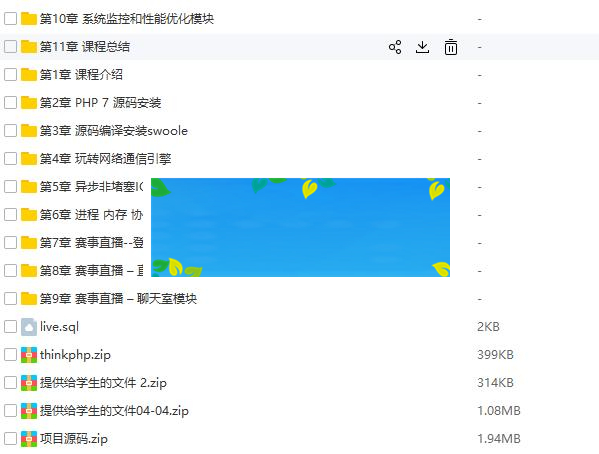 第10章 系统监控和性能优化模块 -
第11章 课程总结 -
第1章 课程介绍 -
第2章 PHP 7 源码安装 -
第3章 源码编译安装swoole -
第4章 玩转网络通信引擎 -
第5章 异步非堵塞IO -
第6章 进程 内存 协 -
第7章 赛事直播--登 -
第8章 赛事直播 – -
第9章 赛事直播 – 聊天室模块 -
live.sql 2KB
thinkphp.zip 399KB
提供给学生的文件 2.zip 314KB
提供给学生的文件04-04.zip 1.08MB
项目源码.zip 1.94MB